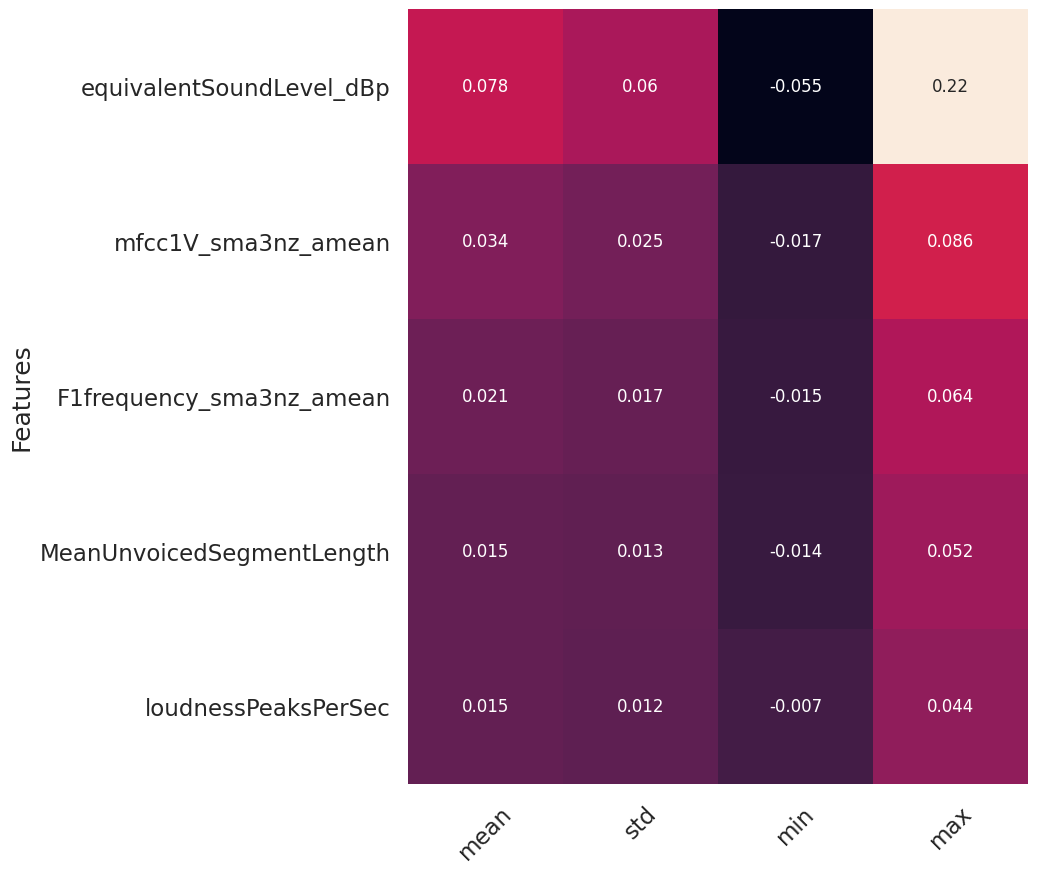 Features
equivalentSoundLevel_dBp 0.078 0.06 -0.055 0.22
mfcc1V_sma3nz_amean 0.034 0.025 -0.017 0.086
F1frequency_sma3nz_amean 0.021 0.017 -0.015 0.064
MeanUnvoicedSegmentLength 0.015 0.013 -0.014 0.052
loudnessPeaksPerSec 0.015 0.012 -0.007 0.044
mean std min max